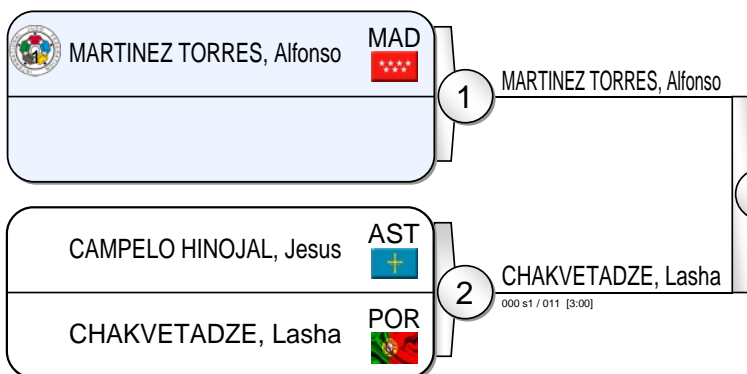 MARTINEZ TORRES, Alfonso MAD
1
1 MARTINEZ TORRES, Alfonso
CAMPELO HINOJAL, Jesus AST
2 CHAKVETADZE, Lasha
000 s1 / 011 [3:00]
CHAKVETADZE, Lasha POR